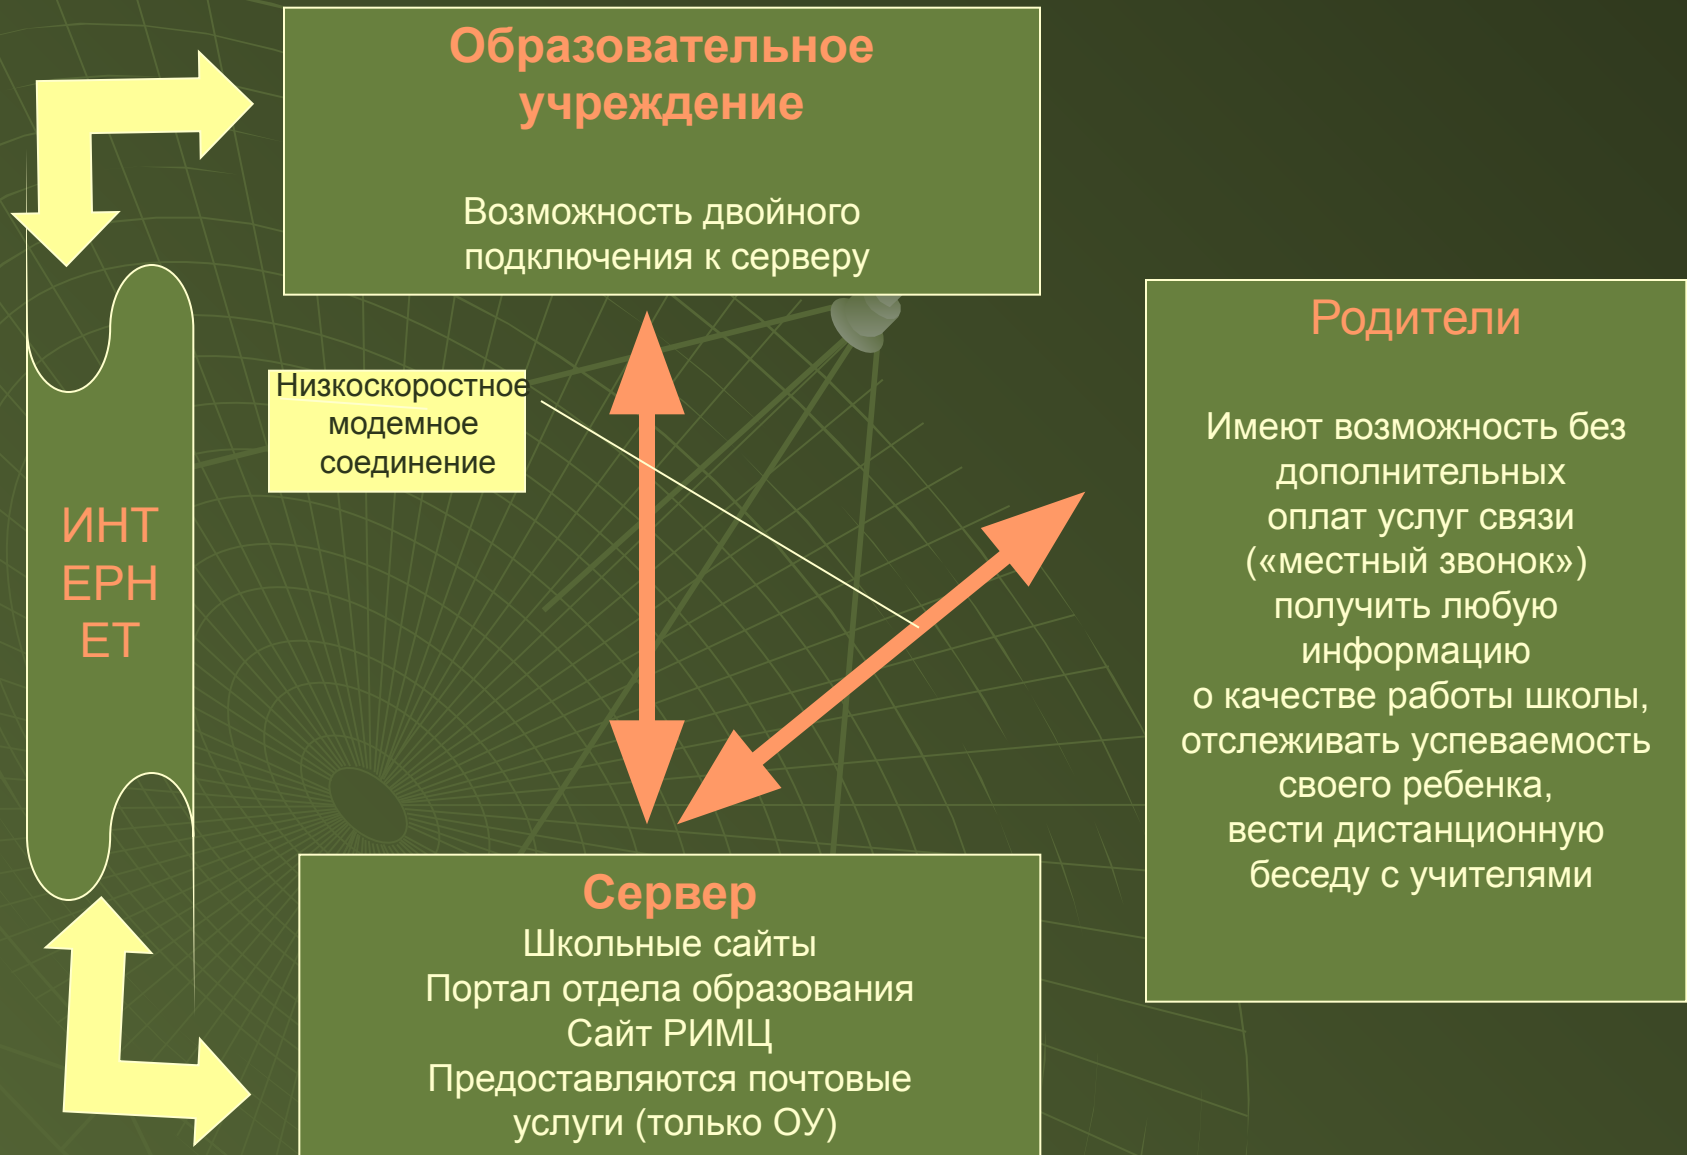 Образовательное
учреждение
Возможность двойного
подключения к серверу
Низкоскоростное
модемное
соединение
ИНТ
ЕРН
ЕТ
Родители
Имеют возможность без
дополнительных
оплат услуг связи
(«местный звонок»)
получить любую
информацию
о качестве работы школы,
отслеживать успеваемость
своего ребенка,
вести дистанционную
беседу с учителями
Сервер
Школьные сайты
Портал отдела образования
Сайт РИМЦ
Предоставляются почтовые
услуги (только ОУ)